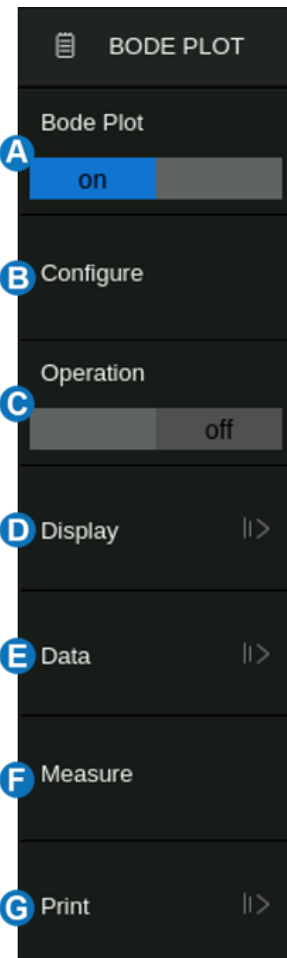 BODE PLOT
Bode Plot
A
on
B Configure
Operation
C
off
D Display
E Data
F Measure
G Print